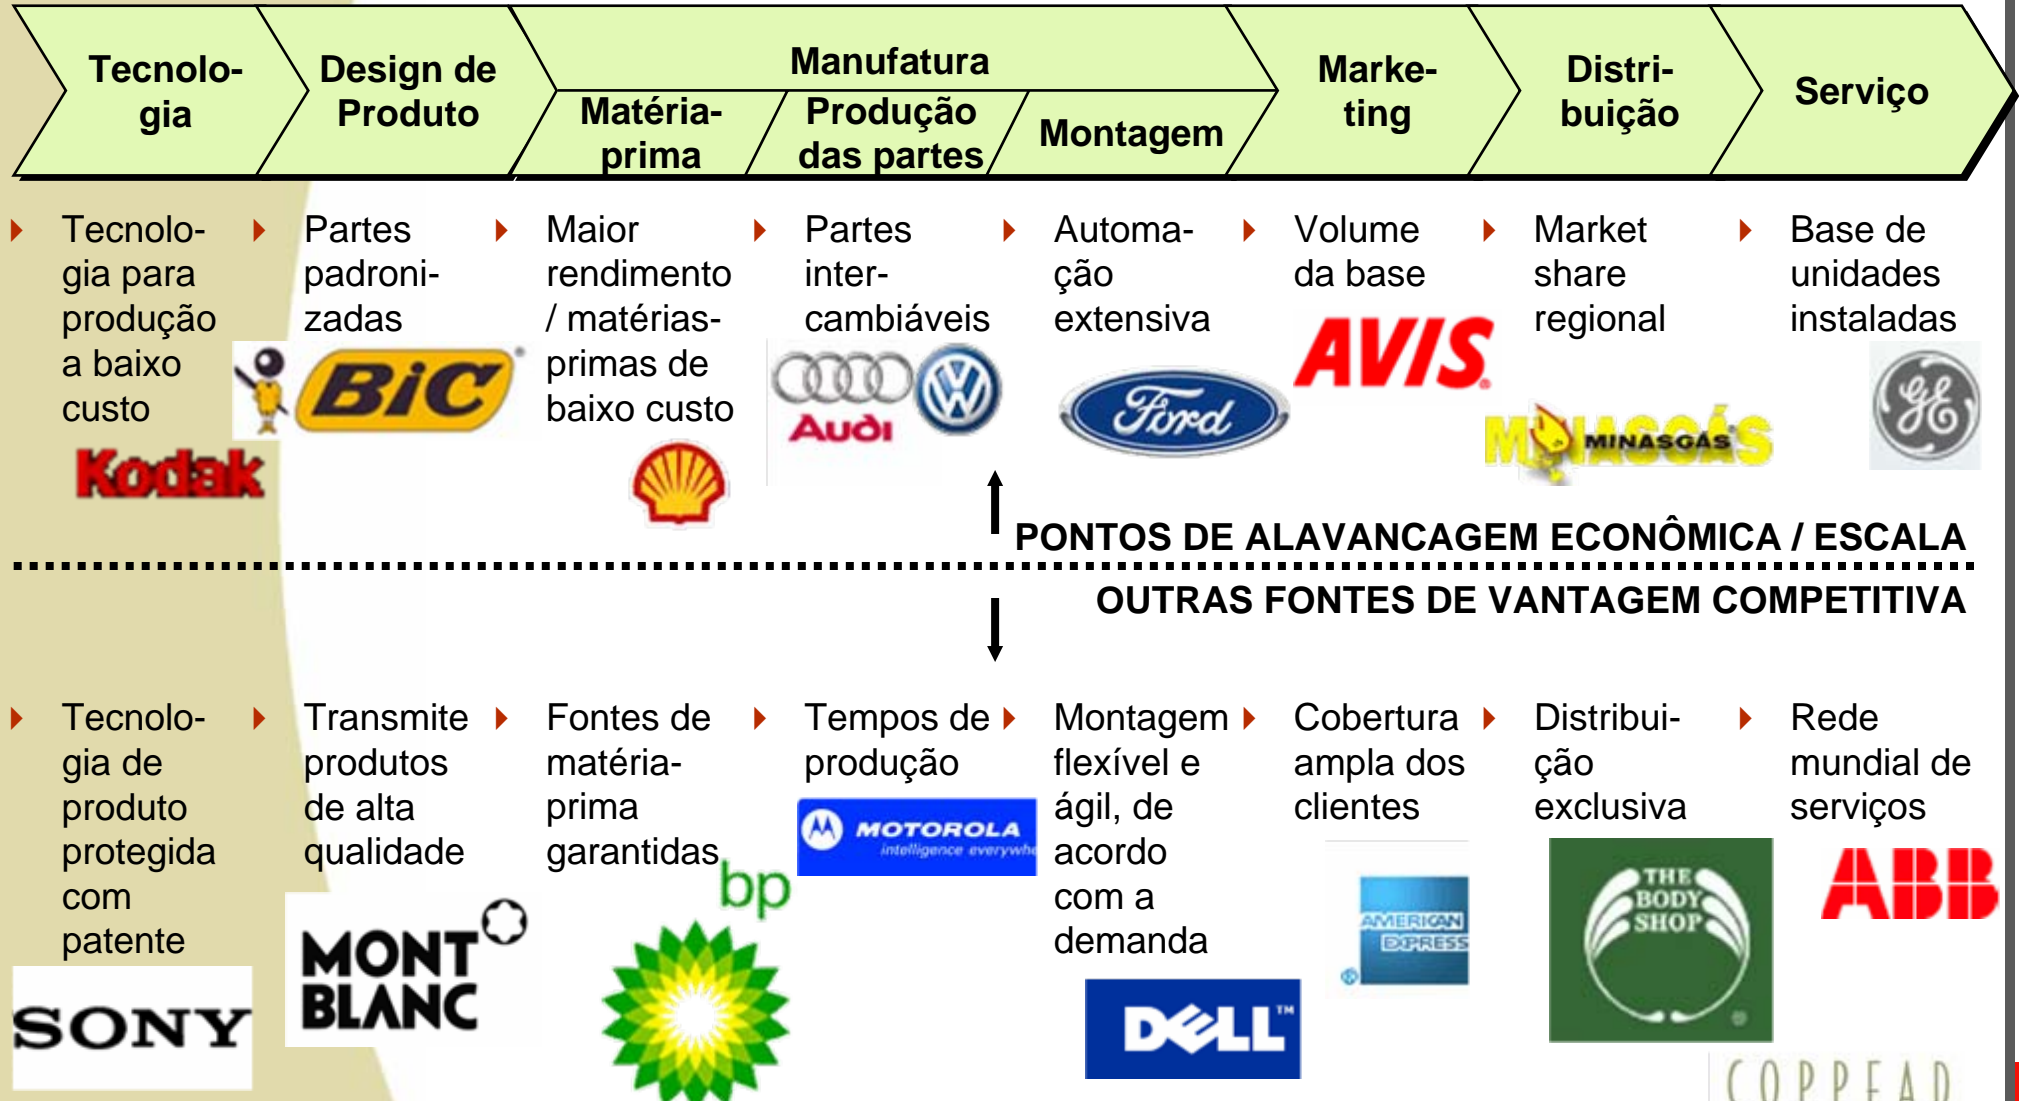 Tecnolo-
gia
Design de
Produto
Manufatura
Matéria-
prima
Produção
das partes
Montagem
Marke-
ting
Distri-
buição
Serviço
Tecnolo-
gia para
produção
a baixo
custo
Kodak
Partes
padroni-
zadas
BiC
Maior
rendimento
/ matérias-
primas de
baixo custo
Partes
inter-
cambiáveis
Audi
Automa-
ção
extensiva
Ford
Volume
da base
AVIS
Market
share
regional
MINASGÁS
MINASGÁS
Base de
unidades
instaladas
GE
PONTOS DE ALAVANCAGEM ECONÔMICA / ESCALA
OUTRAS FONTES DE VANTAGEM COMPETITIVA
Tecnolo-
gia de
produto
protegida
com
patente
SONY
Transmite
produtos
de alta
qualidade
MONT
BLANC
Fontes de
matéria-
prima
garantidas
bp
Tempos de
produção
MOTOROLA
intelligence everywhe
Montagem
flexível e
ágil, de
acordo
com a
demanda
DELL™
Cobertura
ampla dos
clientes
AMERICAN
EXPRESS
®
Distribui-
ção
exclusiva
THE
BODY
SHOP
®
Rede
mundial de
serviços
ABB
COPPEAD